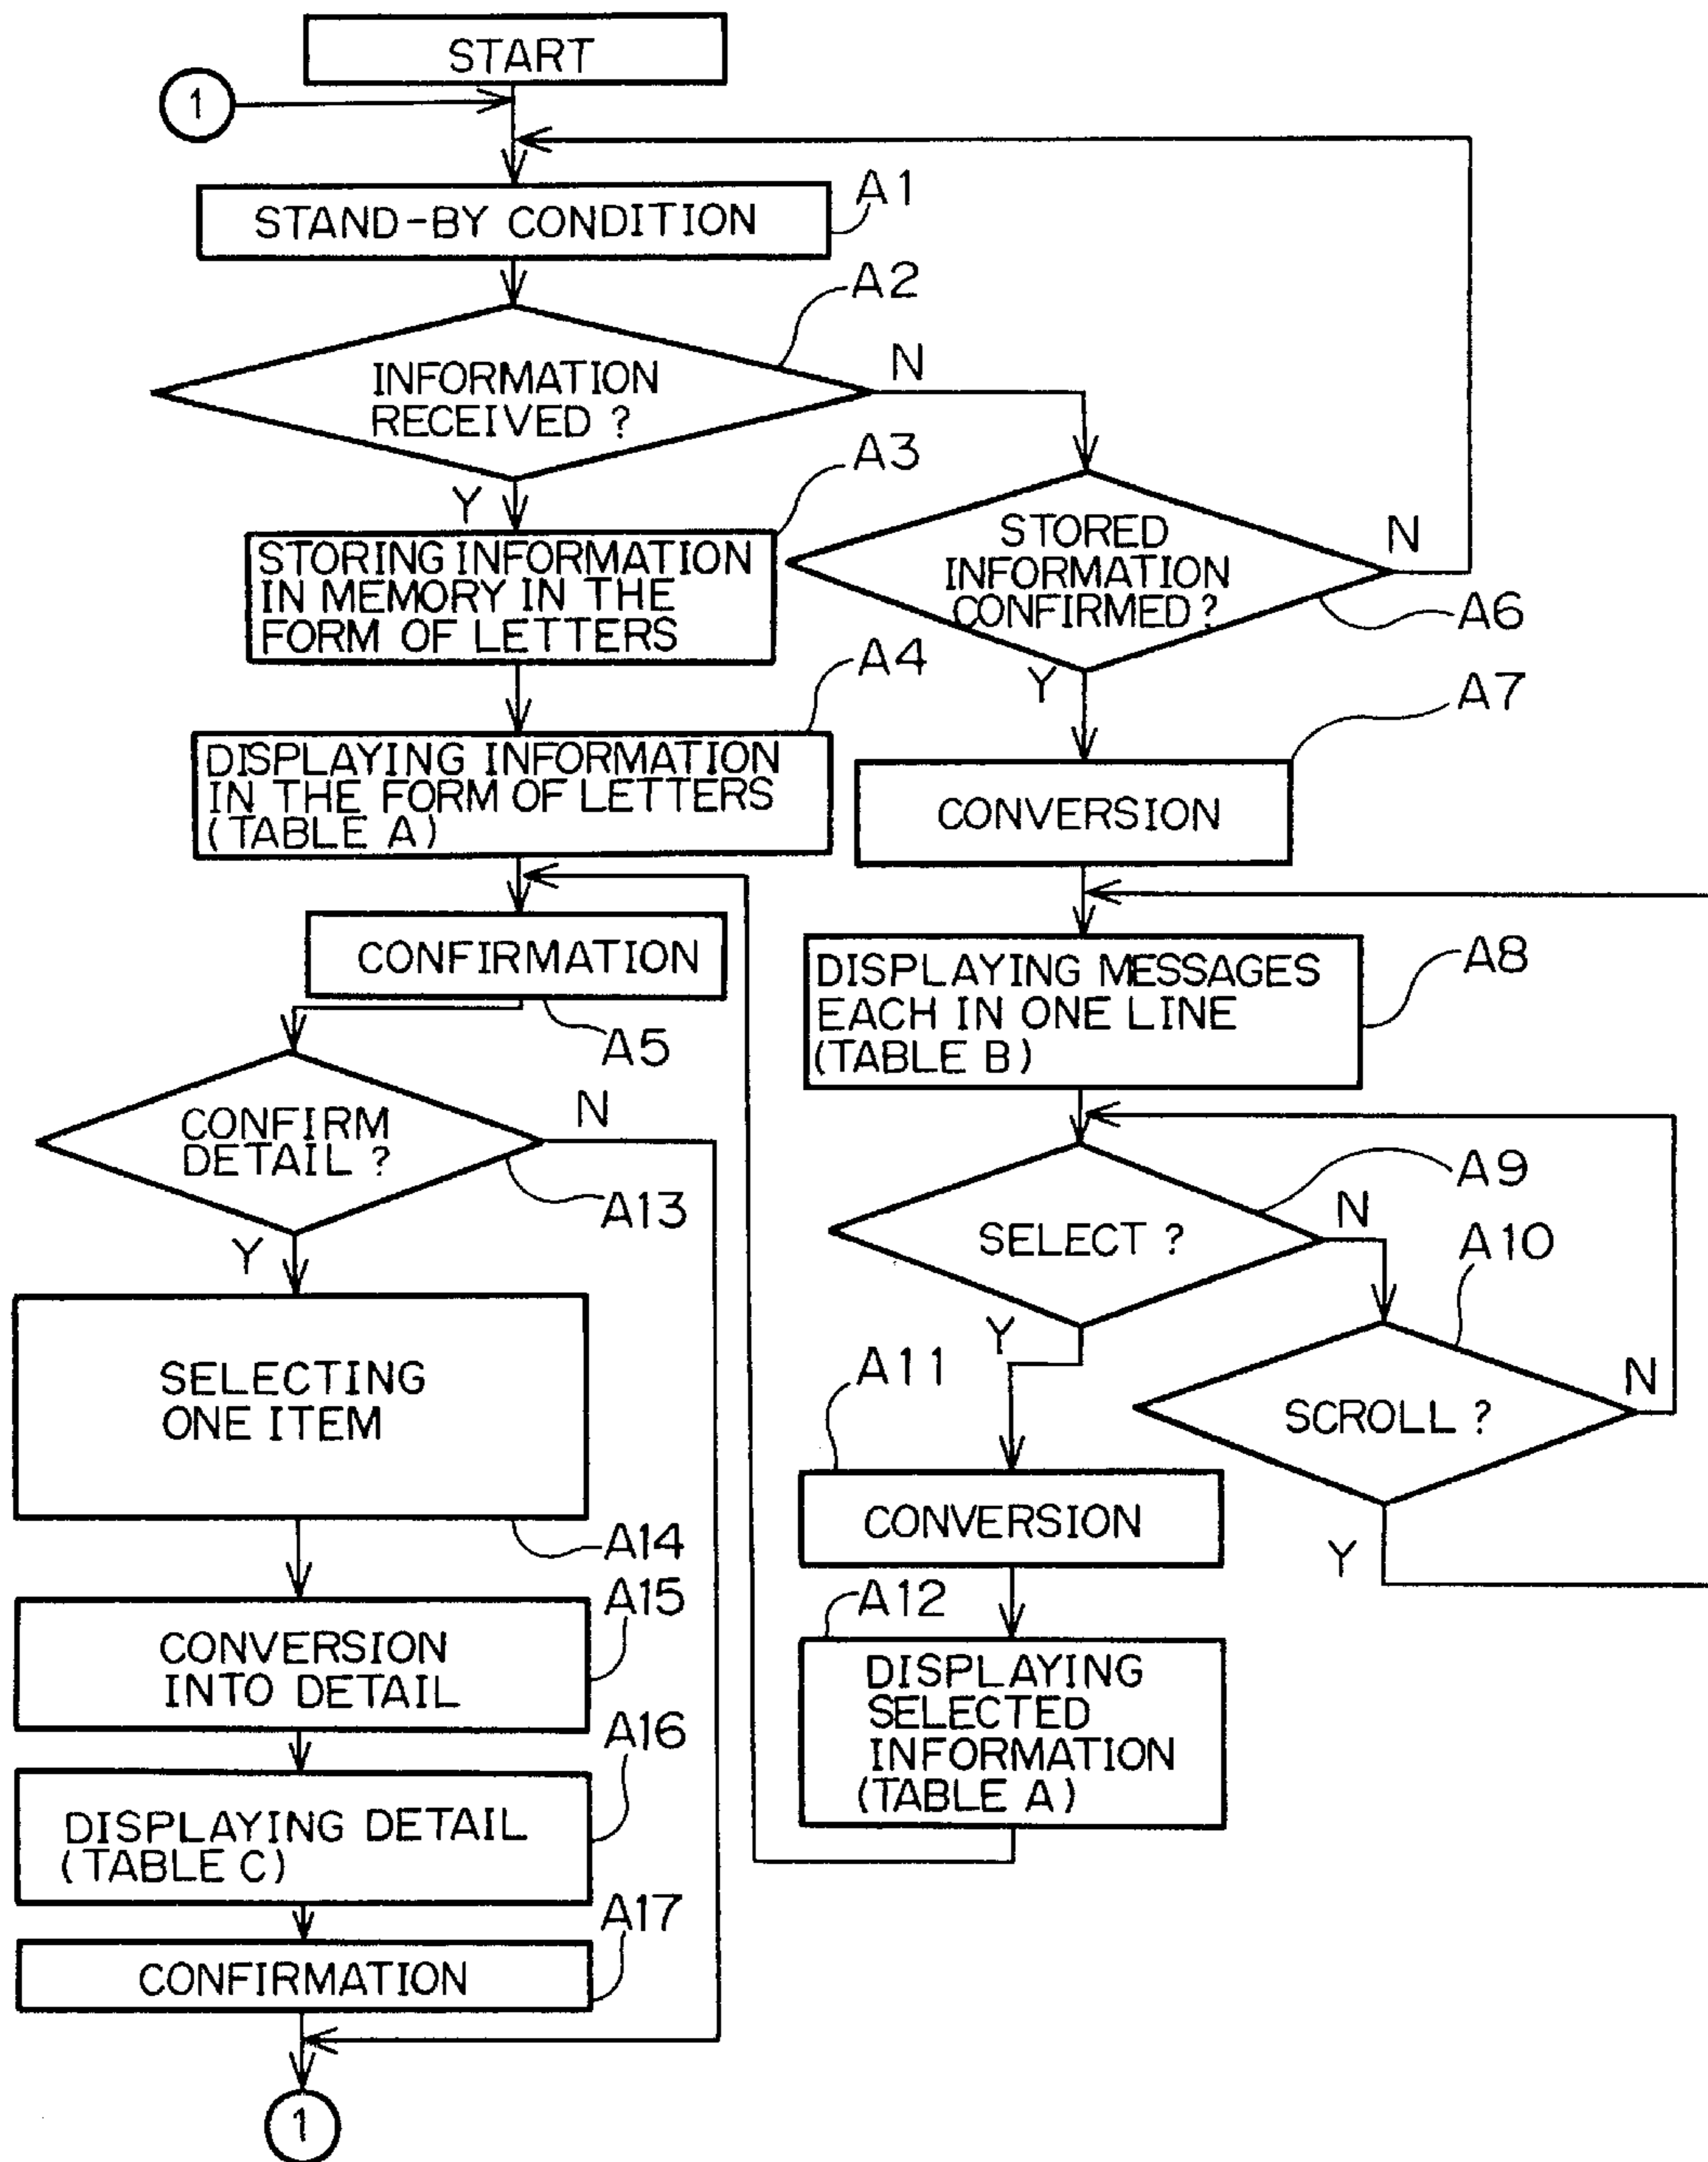 START
1
STAND-BY CONDITION
A1
A2
INFORMATION
RECEIVED ?
N
Y
A3
STORING INFORMATION
IN MEMORY IN THE
FORM OF LETTERS
STORED
INFORMATION
CONFIRMED ?
N
A6
Y
A4
DISPLAYING INFORMATION
IN THE FORM OF LETTERS
(TABLE A)
A7
CONVERSION
CONFIRMATION
A5
DISPLAYING MESSAGES
EACH IN ONE LINE
(TABLE B)
A8
CONFIRM
DETAIL ?
N
A13
Y
SELECT ?
A9
N
Y
A10
SCROLL ?
N
Y
SELECTING
ONE ITEM
A14
A11
CONVERSION
A15
CONVERSION
INTO DETAIL
A12
DISPLAYING
SELECTED
INFORMATION
(TABLE A)
A16
DISPLAYING DETAIL
(TABLE C)
A17
CONFIRMATION
1